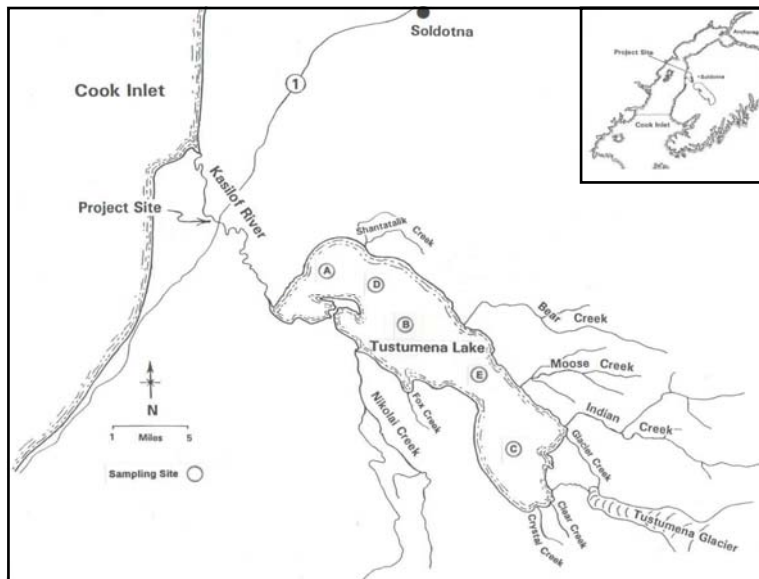 Soldotna
1
Cook Inlet
Kasilof River
Project Site
Shantatalik
Creek
A
D
B
Tustumena Lake
E
C
Bear Creek
Moose Creek
Indian
Creek
Glacier Creek
Fox Creek
Nikolai Creek
Tustumena Glacier
Clear Creek
Crystal Creek
N
1
5
Miles
Sampling Site
Anchorage
Project Site
Soldotna
Cook Inlet